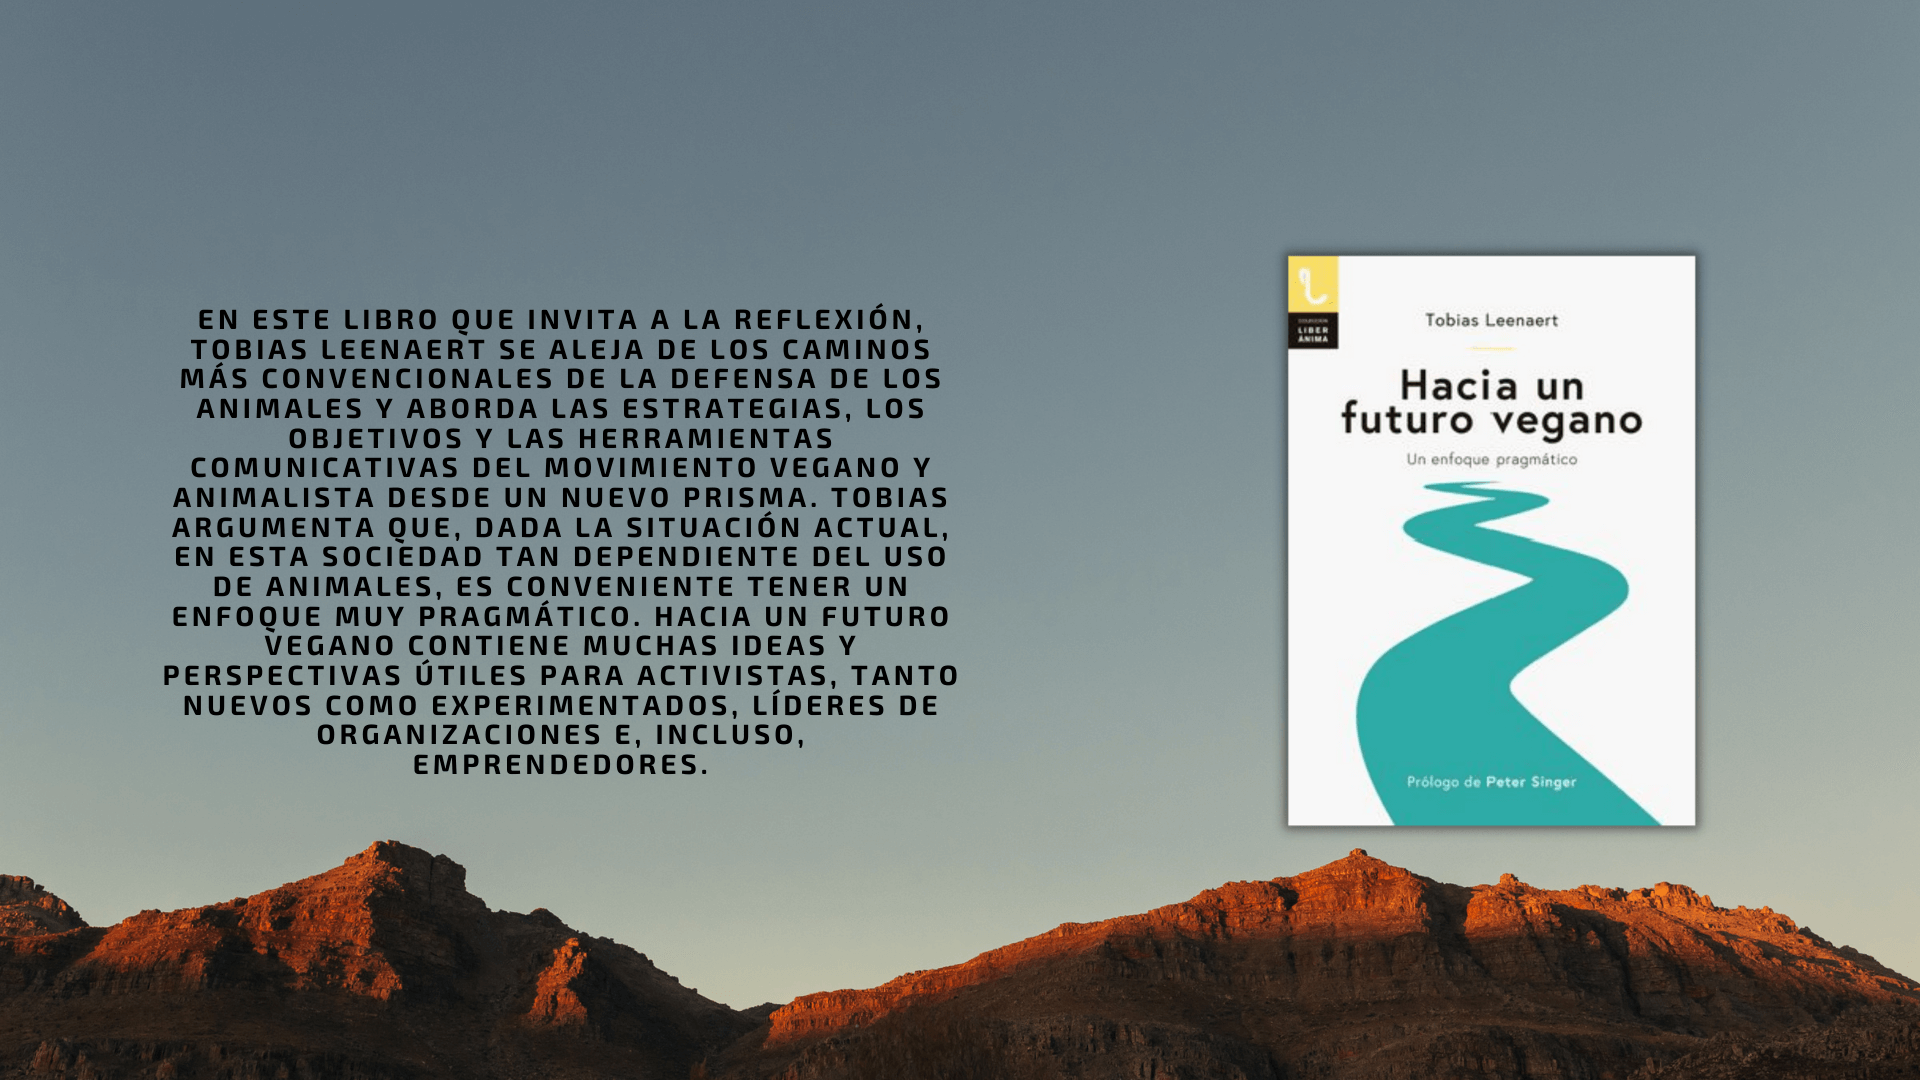 EN ESTE LIBRO QUE INVITA A LA REFLEXIÓN,
TOBIAS LEENAERT SE ALEJA DE LOS CAMINOS
MÁS CONVENCIONALES DE LA DEFENSA DE LOS
ANIMALES Y ABORDA LAS ESTRATEGIAS, LOS
OBJETIVOS Y LAS HERRAMIENTAS
COMUNICATIVAS DEL MOVIMIENTO VEGANO Y
ANIMALISTA DESDE UN NUEVO PRISMA. TOBIAS
ARGUMENTA QUE, DADA LA SITUACIÓN ACTUAL,
EN ESTA SOCIEDAD TAN DEPENDIENTE DEL USO
DE ANIMALES, ES CONVENIENTE TENER UN
ENFOQUE MUY PRAGMÁTICO. HACIA UN FUTURO
VEGANO CONTIENE MUCHAS IDEAS Y
PERSPECTIVAS ÚTILES PARA ACTIVISTAS, TANTO
NUEVOS COMO EXPERIMENTADOS, LÍDERES DE
ORGANIZACIONES E, INCLUSO,
EMPRENDEDORES.
COLECCIÓN
LIBER
ÁNIMA
Tobias Leenaert
Hacia un
futuro vegano
Un enfoque pragmático
Prólogo de Peter Singer